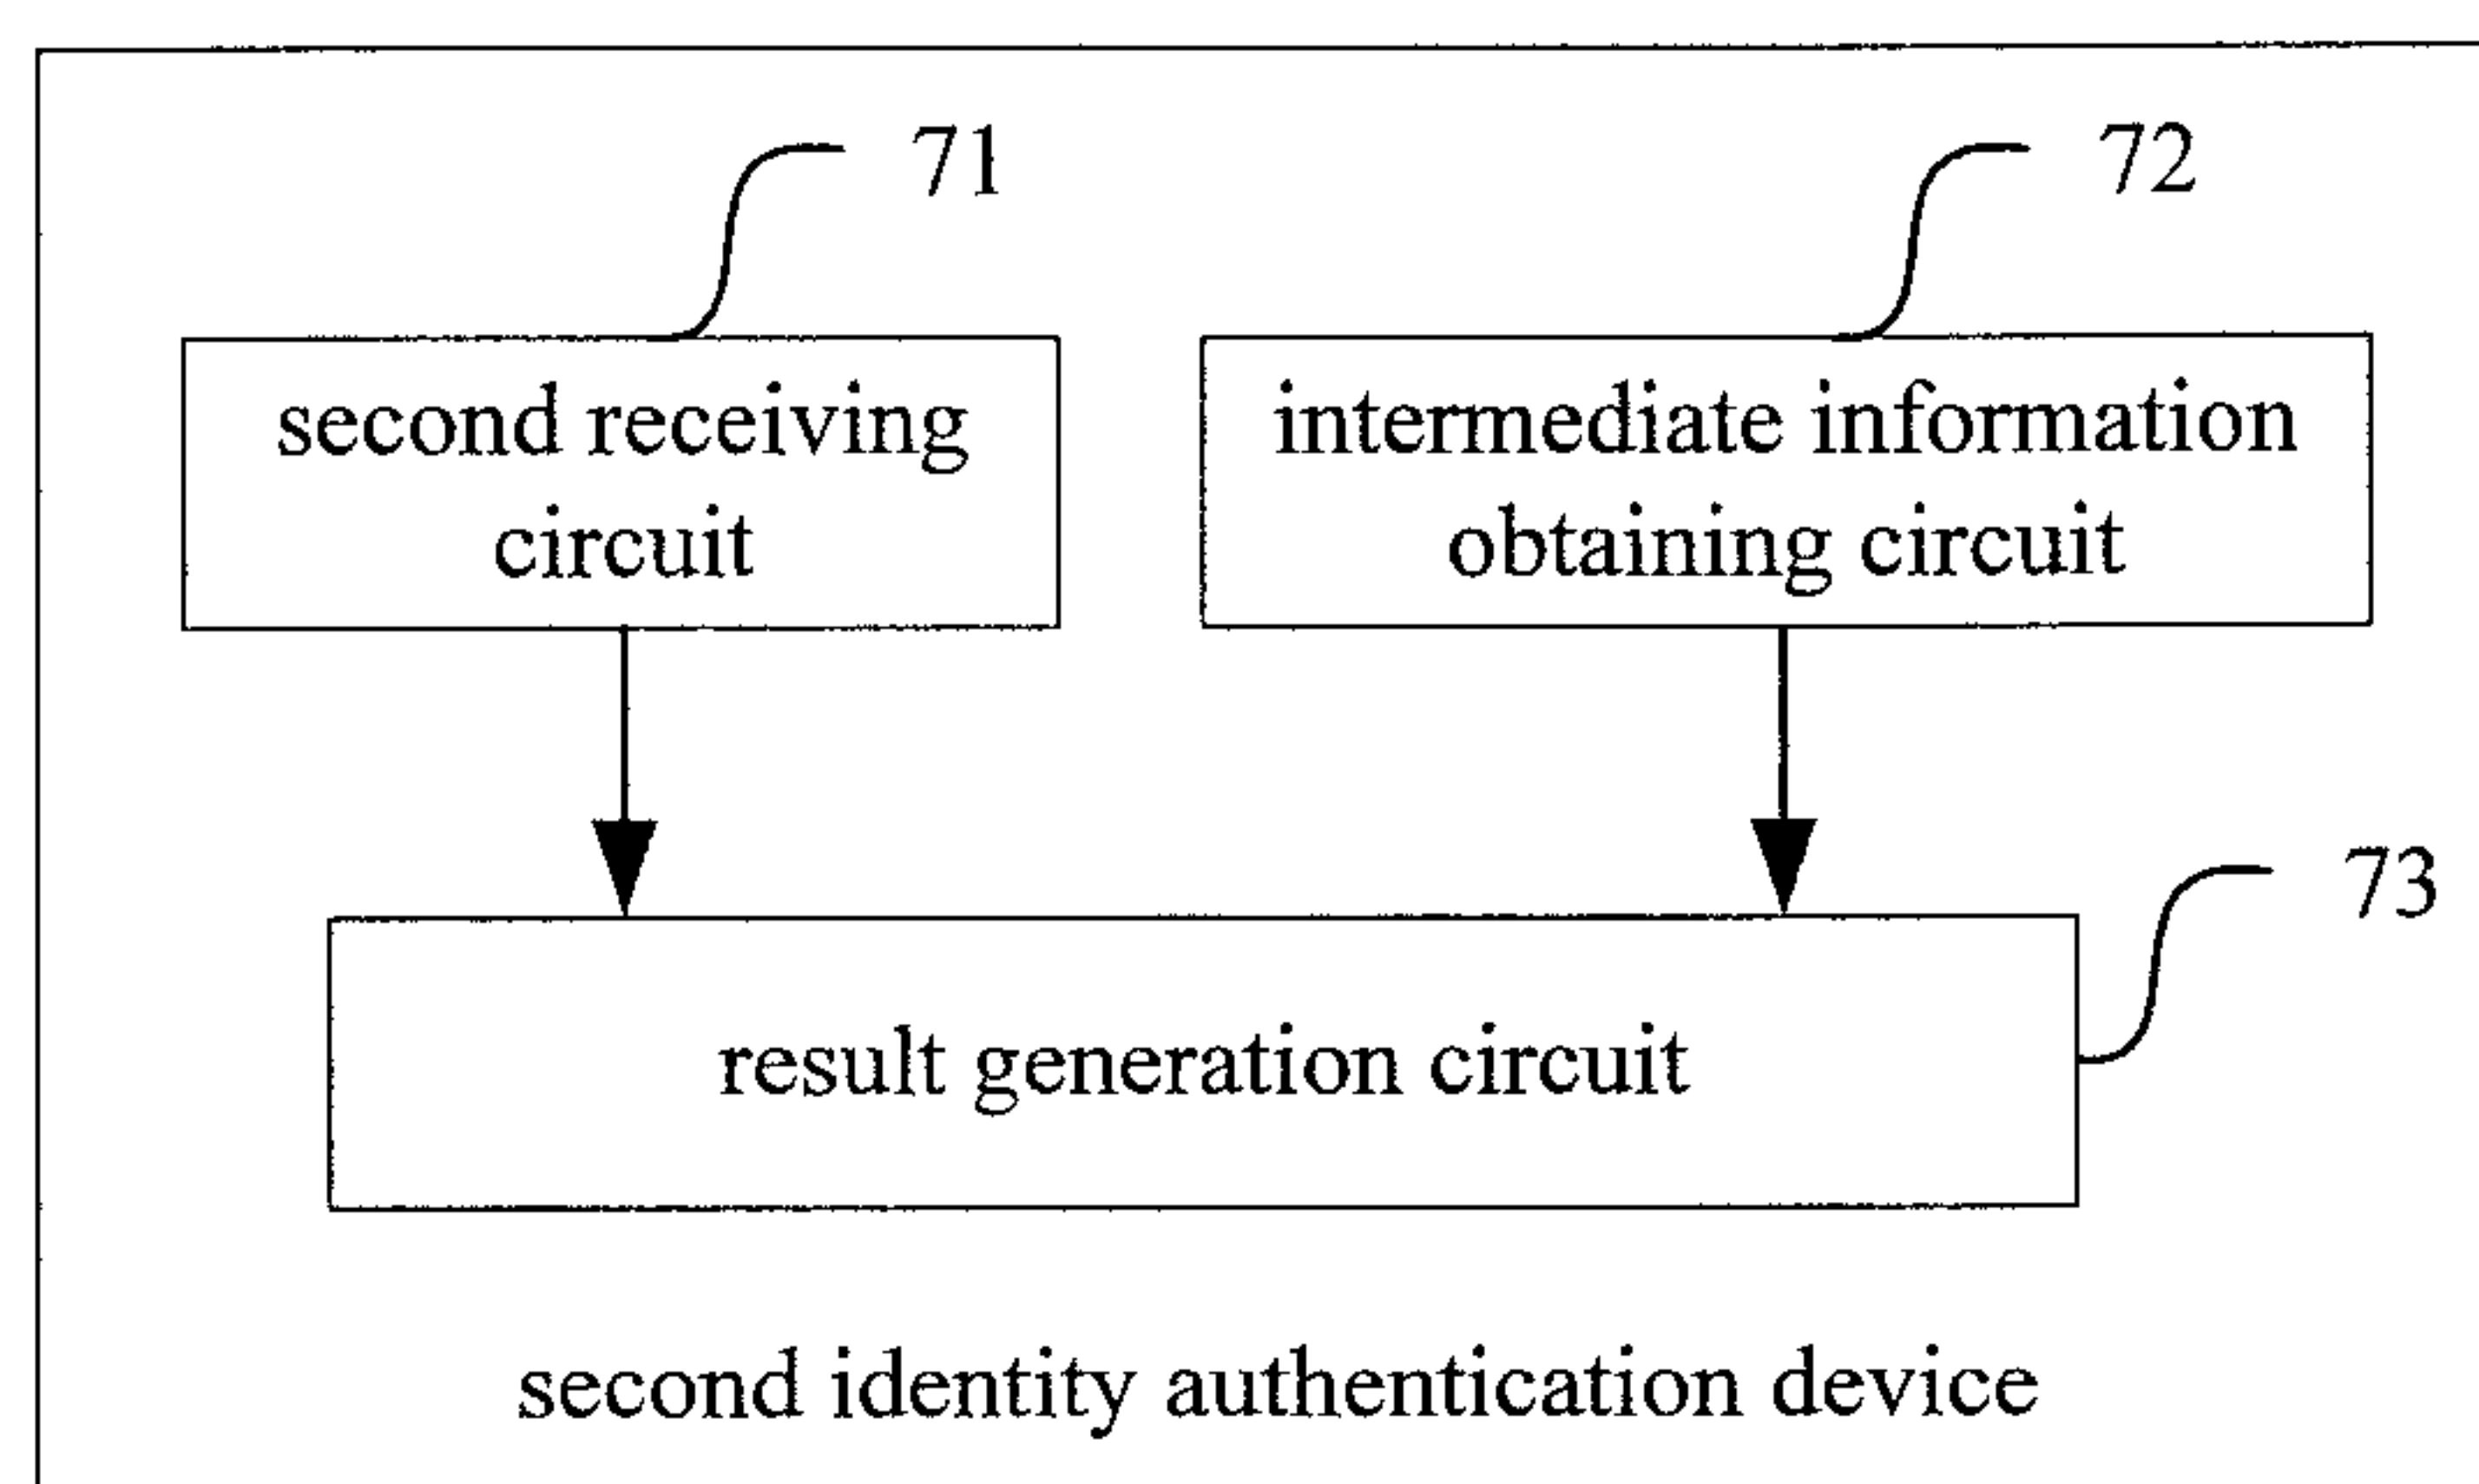 71
72
second receiving
circuit
intermediate information
obtaining circuit
73
result generation circuit
second identity authentication device